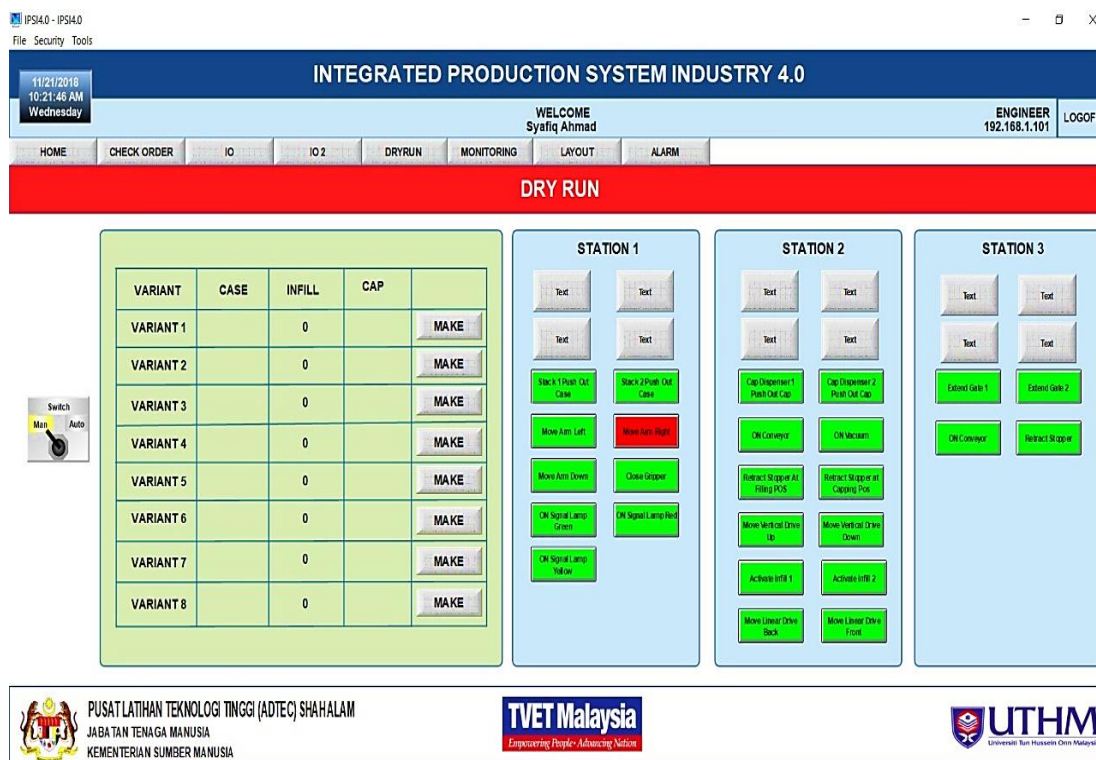 IPSI4.0 - IPSI4.0
File Security Tools
11/21/2018
10:21:46 AM
Wednesday
INTEGRATED PRODUCTION SYSTEM INDUSTRY 4.0
WELCOME
Syafiq Ahmad
ENGINEER
192.168.1.101
LOGOF
HOME CHECK ORDER IO IO 2 DRYRUN MONITORING LAYOUT ALARM
DRY RUN
Switch
Man Auto
VARIANT CASE INFILL CAP
VARIANT 1 0 MAKE
VARIANT 2 0 MAKE
VARIANT 3 0 MAKE
VARIANT 4 0 MAKE
VARIANT 5 0 MAKE
VARIANT 6 0 MAKE
VARIANT 7 0 MAKE
VARIANT 8 0 MAKE
STATION 1
Text Text
Text Text
Stack 1 Push Out Case
Stack 2 Push Out Case
Move Arm Left
Move Arm Right
Move Arm Down
Close Gripper
ON Signal Lamp Green
ON Signal Lamp Red
ON Signal Lamp Yellow
STATION 2
Text Text
Text Text
Cap Dispenser 1 Push Out Cap
Cap Dispenser 2 Push Out Cap
ON Conveyor
ON Vacuum
Retract Stopper At Filling POS
Retract Stopper at Capping Pos
Move Vertical Drive Up
Move Vertical Drive Down
Activate Infill 1
Activate Infill 2
Move Linear Drive Back
Move Linear Drive Front
STATION 3
Text Text
Text Text
Extend Gate 1
Extend Gate 2
ON Conveyor
Retract Stopper
PUSAT LATIHAN TEKNOLOGI TINGGI (ADTEC) SHAH ALAM
JABATAN TENAGA MANUSIA
KEMENTERIAN SUMBER MANUSIA
TVET Malaysia
Empowering People • Advancing Nation
UTHM
Universiti Tun Hussein Onn Malaysia